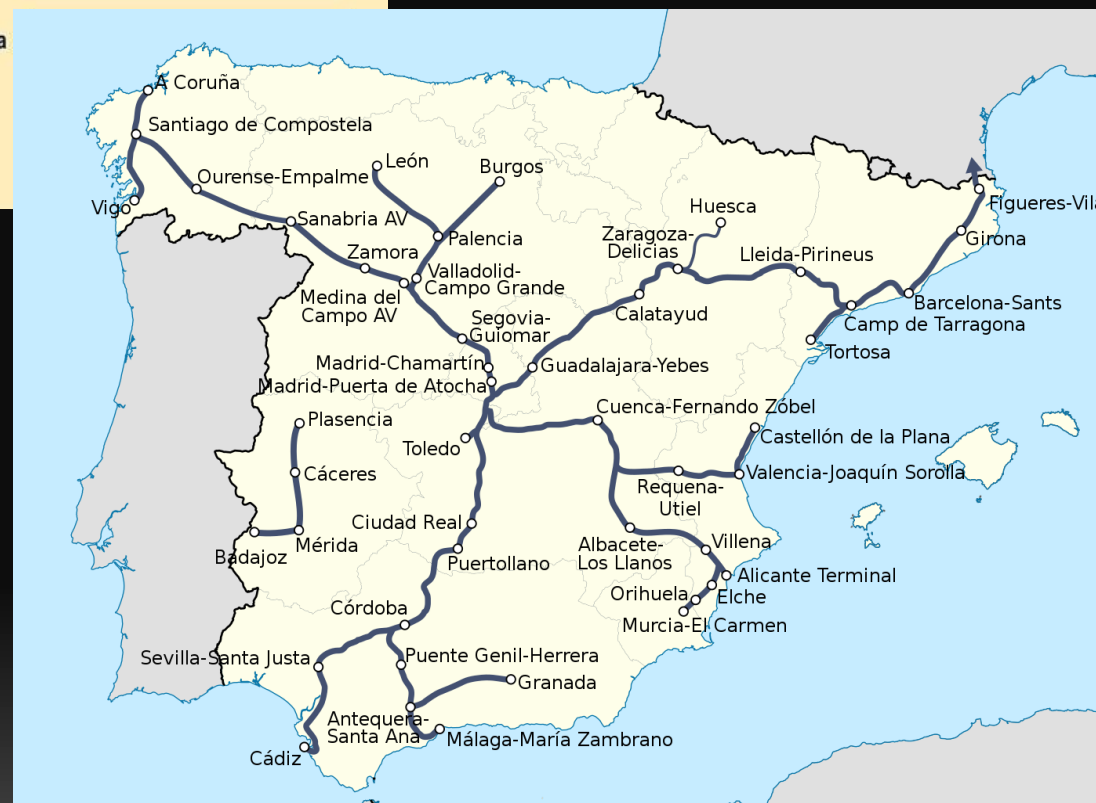 a
A Coruña
Santiago de Compostela
León
Burgos
Ourense-Empalme
Vigo
Sanabria AV
Palencia
Huesca
Zaragoza-
Delicias
Figueres-Vila
Girona
Zamora
Lleida-Pirineus
Valladolid-
Campo Grande
Medina del
Campo AV
Calatayud
Barcelona-Sants
Segovia-
Guiomar
Camp de Tarragona
Tortosa
Madrid-Chamartín
Guadalajara-Yebes
Madrid-Puerta de Atocha
Cuenca-Fernando Zóbel
Plasencia
Toledo
Castellón de la Plana
Cáceres
Valencia-Joaquín Sorolla
Requena-
Utiel
Ciudad Real
Mérida
Badajoz
Puertollano
Albacete-
Los Llanos
Villena
Alicante Terminal
Orihuela
Elche
Córdoba
Murcia-El Carmen
Sevilla-Santa Justa
Puente Genil-Herrera
Granada
Antequera-
Santa Ana
Málaga-María Zambrano
Cádiz